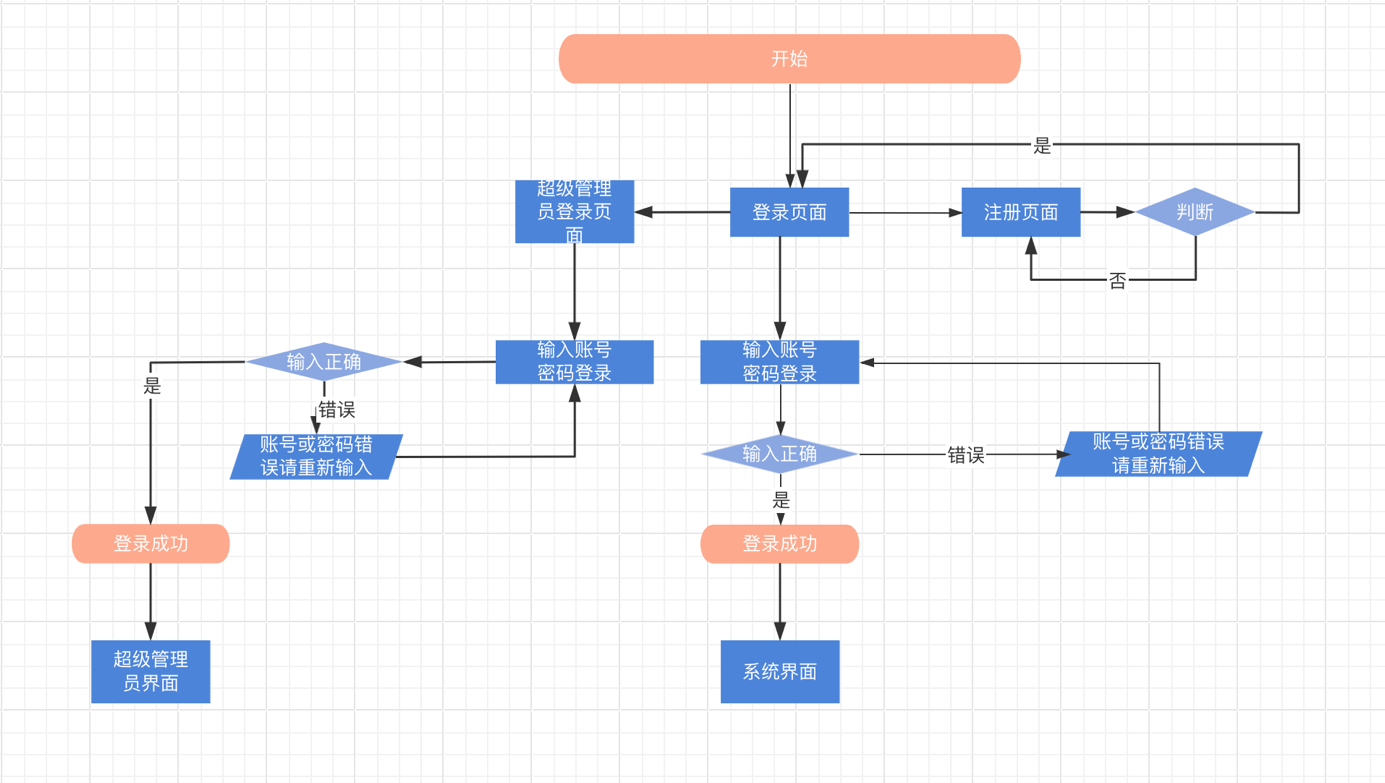 开始
是
超级管理
员登录页
面
登录页面
注册页面
判断
否
输入账号
密码登录
输入账号
密码登录
输入正确
是
错误
账号或密码错
误请重新输入
输入正确
错误
账号或密码错误
请重新输入
是
登录成功
登录成功
超级管理
员界面
系统界面